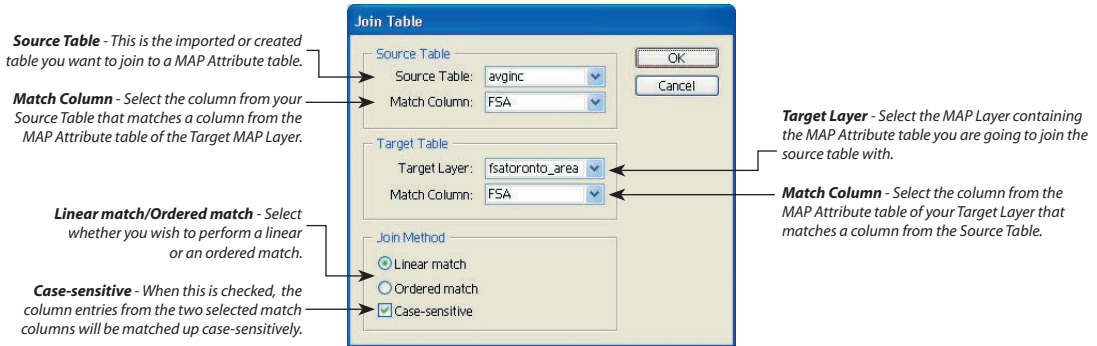 Source Table - This is the imported or created
table you want to join to a MAP Attribute table.
Match Column - Select the column from your
Source Table that matches a column from the
MAP Attribute table of the Target MAP Layer.
Linear match/Ordered match - Select
whether you wish to perform a linear
or an ordered match.
Case-sensitive - When this is checked, the
column entries from the two selected match
columns will be matched up case-sensitively.
Join Table
Source Table
Source Table: avginc
Match Column: FSA
Target Table
Target Layer: fsatoronto_area
Match Column: FSA
Join Method
Linear match
Ordered match
Case-sensitive
OK
Cancel
Target Layer - Select the MAP Layer containing
the MAP Attribute table you are going to join the
source table with.
Match Column - Select the column from the
MAP Attribute table of your Target Layer that
matches a column from the Source Table.